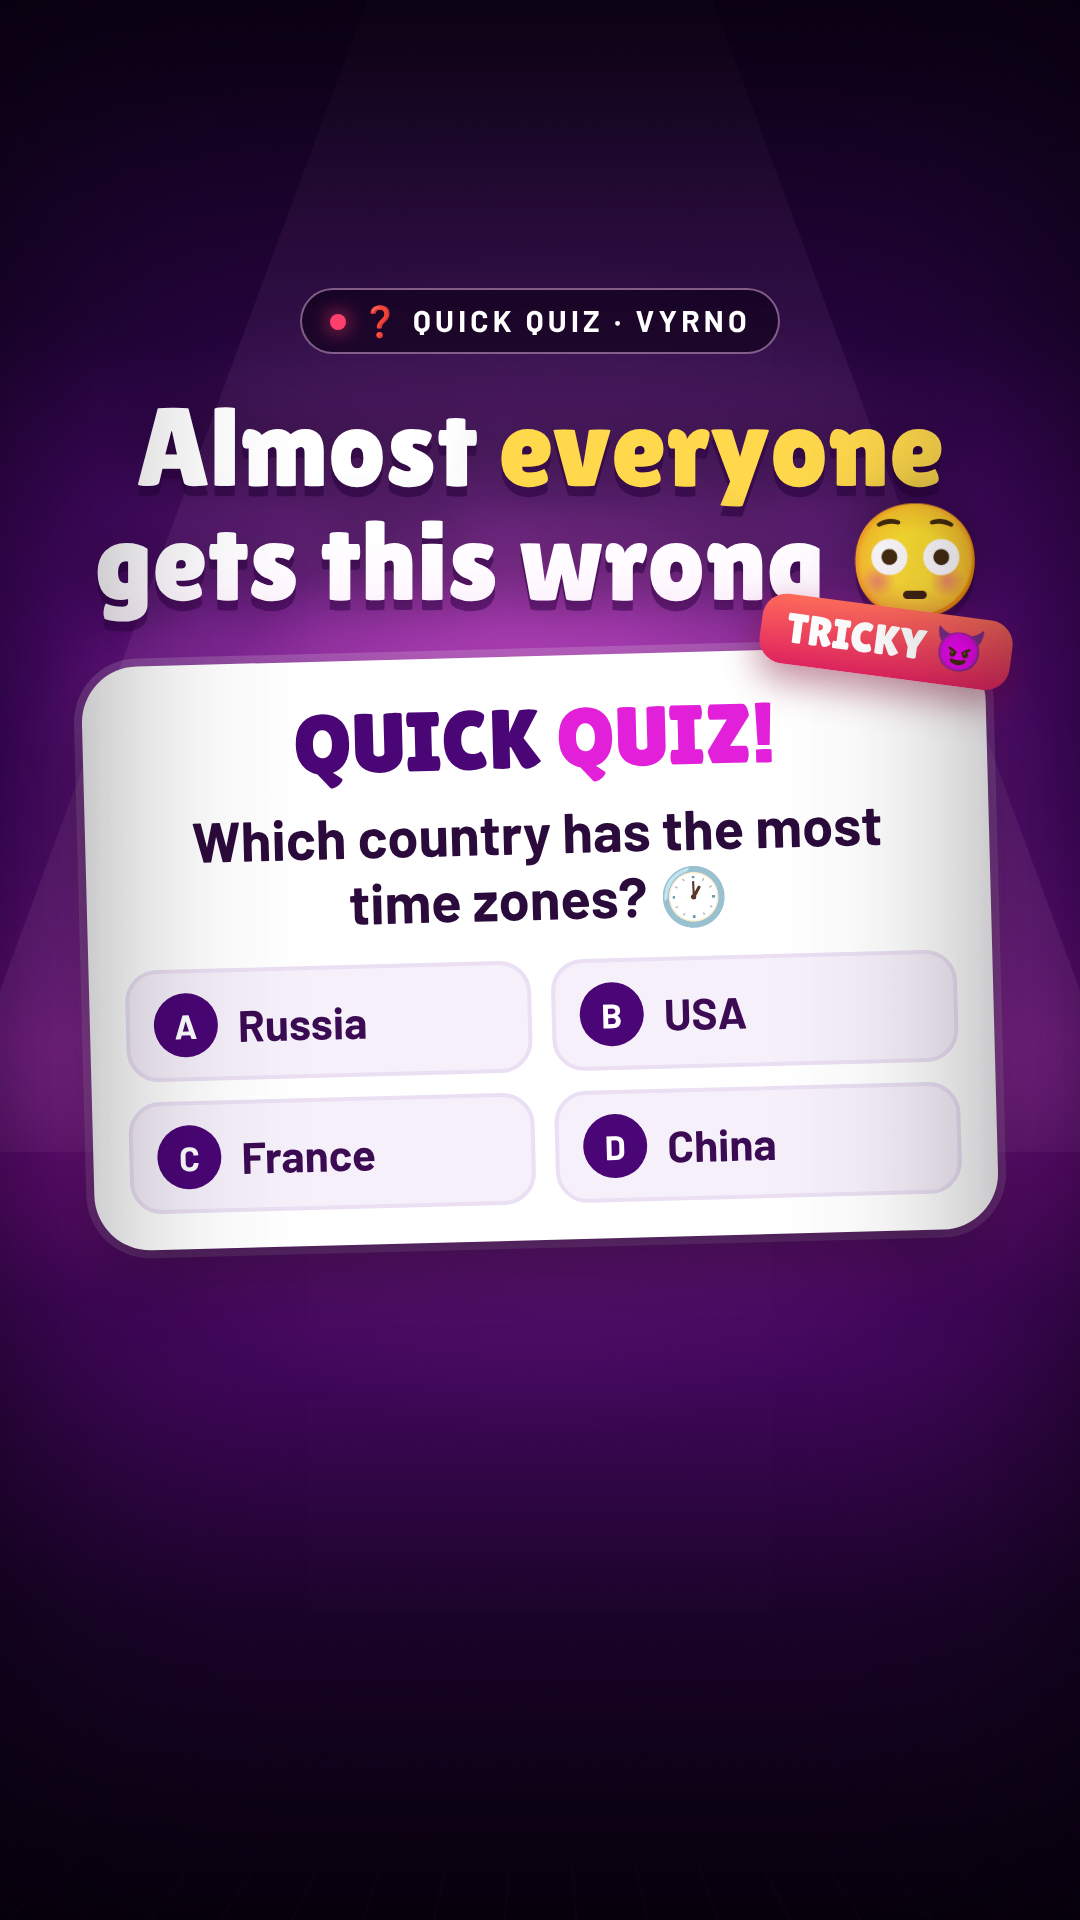 ❓ QUICK QUIZ · VYRNO
Almost everyone
gets this wrong 😳
TRICKY 😈
QUICK QUIZ!
Which country has the most
time zones? 🕐
A Russia
B USA
C France
D China